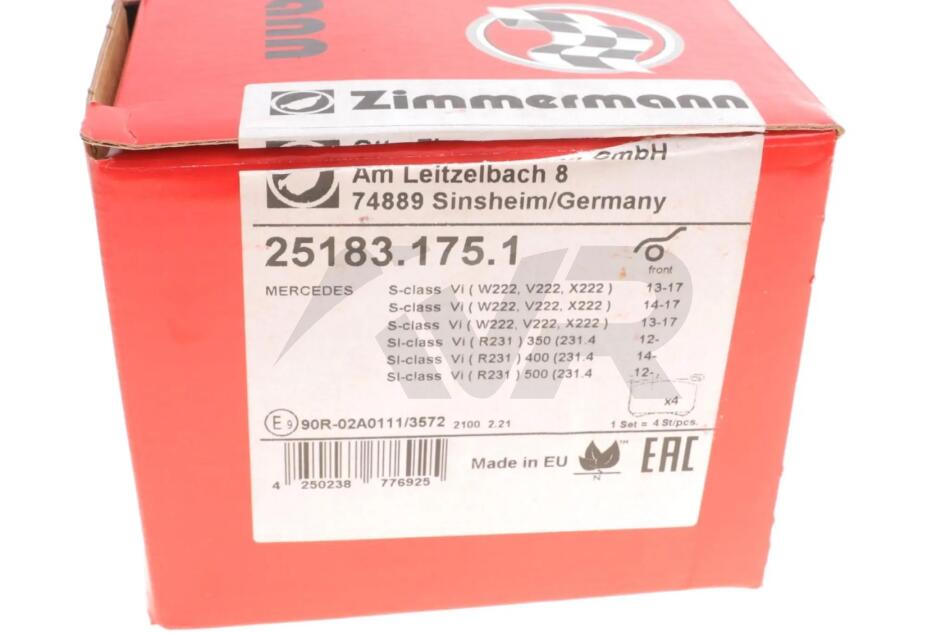 Zimmermann
GmbH
Am Leitzelbach 8
74889 Sinsheim/Germany
25183.175.1
front
MERCEDES S-class Vi ( W222, V222, X222 ) 13-17
S-class Vi ( W222, V222, X222 ) 14-17
S-class Vi ( W222, V222, X222 ) 13-17
Sl-class Vi ( R231 ) 350 (231.4 12-
Sl-class Vi ( R231 ) 400 (231.4 14-
Sl-class Vi ( R231 ) 500 (231.4 12-
x4
E9 90R-02A0111/3572 2100 2.21 1 Set = 4 St/pcs.
Made in EU ™ EAC
4 250238 776925
VR